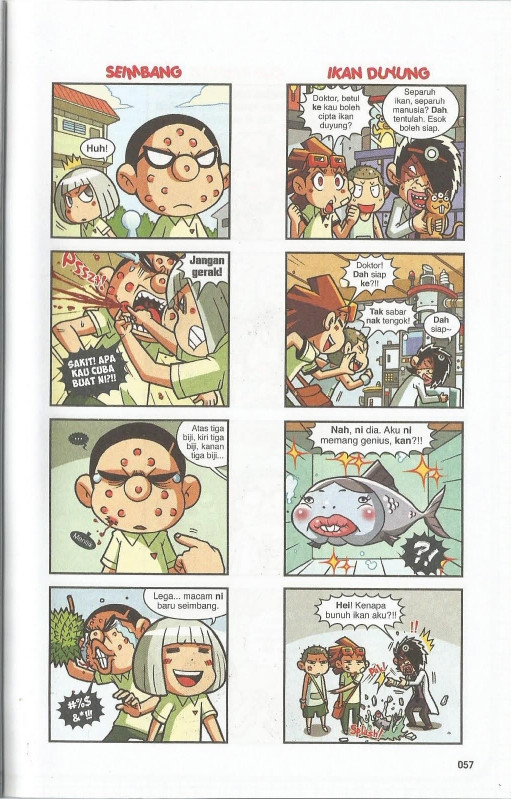 SEIMBANG
Huh!
PSSZZ!!
Jangan
gerak!
SAKIT! APA
KAU CUBA
BUAT NI?!!
...
Atas tiga
biji, kiri tiga
biji, kanan
tiga biji...
Lega... macam ni
baru seimbang.
#%$
&*!!!
IKAN DUYUNG
Doktor, betul
ke kau boleh
cipta ikan
duyung?
Separuh
ikan, separuh
manusia? Dah
tentulah. Esok
boleh siap.
Doktor!
Dah siap
ke?!!
Tak sabar
nak tengok!
Dah
siap~
Nah, ni dia. Aku ni
memang genius, kan?!!
?!
Hei! Kenapa
bunuh ikan aku?!!
!!
Splash!
057